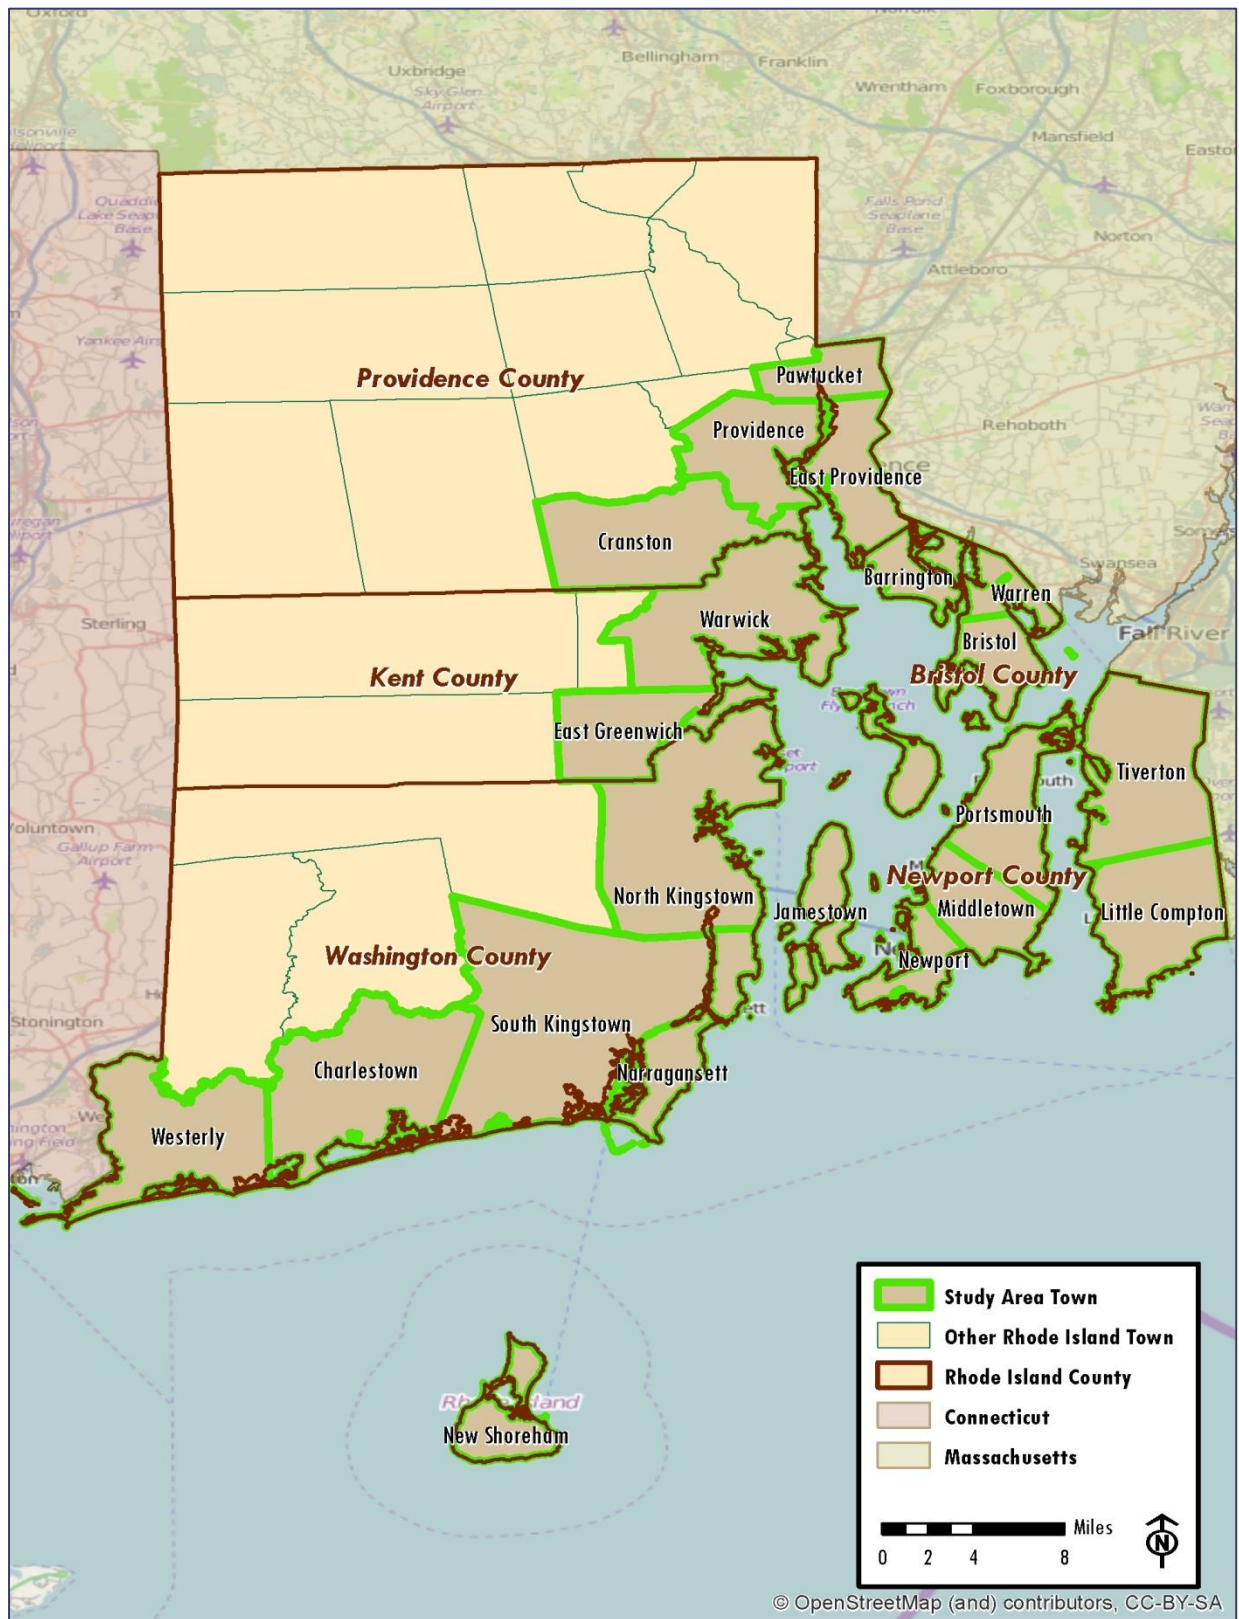 Oxford
Bellingham
Franklin
Uxbridge
Sky Glen
Airport
Wrentham
Foxborough
Mansfield
Easto
Quaddi
Lake Seap
Base
Falls Pond
Seaplane
Base
Norton
Attleboro
Yankee Airs
Providence County
Pawtucket
Rehoboth
Providence
East Providence
Cranston
Swansea
Barrington
Warren
Sterling
Warwick
Fall River
Bristol
Kent County
Bristol County
East Greenwich
Tiverton
Portsmouth
Voluntown
Gallup Farm
Airport
Newport County
North Kingstown
Jamestown
Middletown
Little Compton
Washington County
Newport
Stonington
South Kingstown
Charlestown
Narragansett
Westerly
New Shoreham
Study Area Town
Other Rhode Island Town
Rhode Island County
Connecticut
Massachusetts
Miles
0 2 4 8
N
© OpenStreetMap (and) contributors, CC-BY-SA